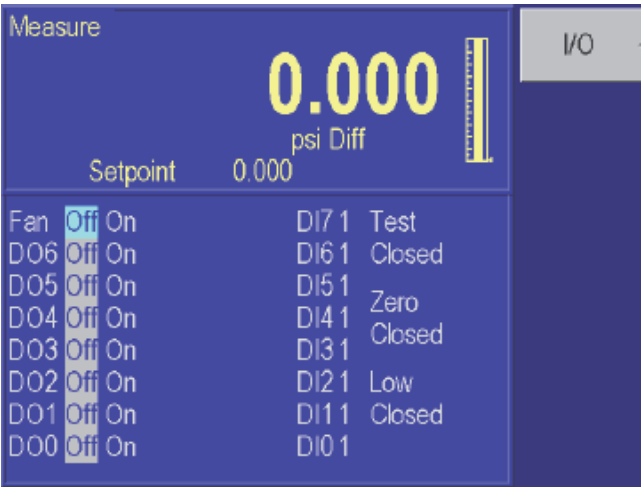 Measure
I/O
0.000
psi Diff
Setpoint 0.000
Fan Off On DI7 1 Test
DO6 Off On DI6 1 Closed
DO5 Off On DI5 1
Zero
DO4 Off On DI4 1
Closed
DO3 Off On DI3 1
DO2 Off On DI2 1 Low
DO1 Off On DI1 1 Closed
DO0 Off On DI0 1